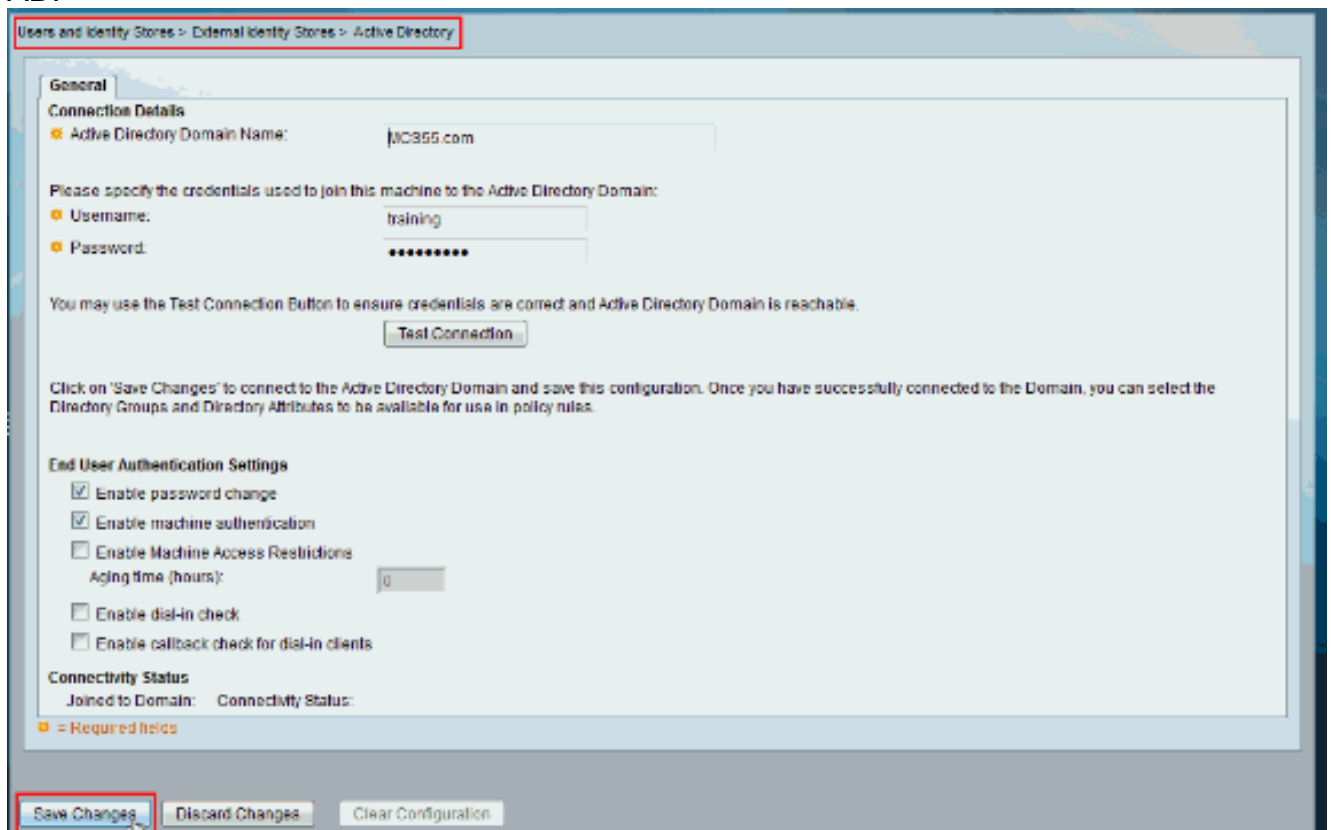 Users and Identity Stores > External Identity Stores > Active Directory
General
Connection Details
Active Directory Domain Name: MC355.com
Please specify the credentials used to join this machine to the Active Directory Domain:
Username: training
Password: •••••••••
You may use the Test Connection Button to ensure credentials are correct and Active Directory Domain is reachable.
Test Connection
Click on 'Save Changes' to connect to the Active Directory Domain and save this configuration. Once you have successfully connected to the Domain, you can select the
Directory Groups and Directory Attributes to be available for use in policy rules.
End User Authentication Settings
Enable password change
Enable machine authentication
Enable Machine Access Restrictions
Aging time (hours): 0
Enable dial-in check
Enable callback check for dial-in clients
Connectivity Status
Joined to Domain: Connectivity Status:
= Required fields
Save Changes Discard Changes Clear Configuration